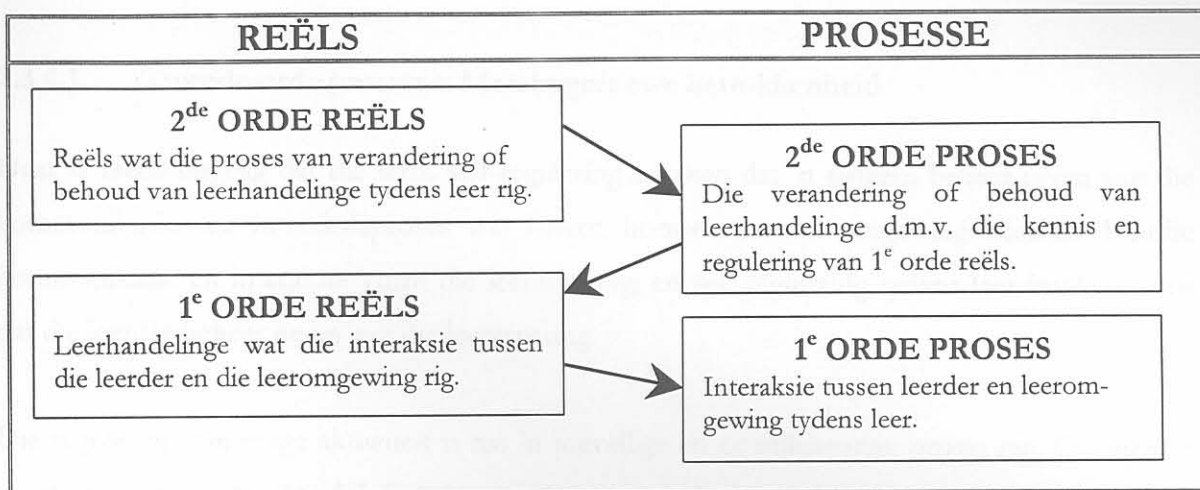 REËLS
PROSESSE
2de ORDE REËLS
Reëls wat die proses van verandering of
behoud van leerhandelinge tydens leer rig.
2de ORDE PROSES
Die verandering of behoud van
leerhandelinge d.m.v. die kennis en
regulering van 1e orde reëls.
1e ORDE REËLS
Leerhandelinge wat die interaksie tussen
die leerder en die leeromgewing rig.
1e ORDE PROSES
Interaksie tussen leerder en leerom-
gewing tydens leer.